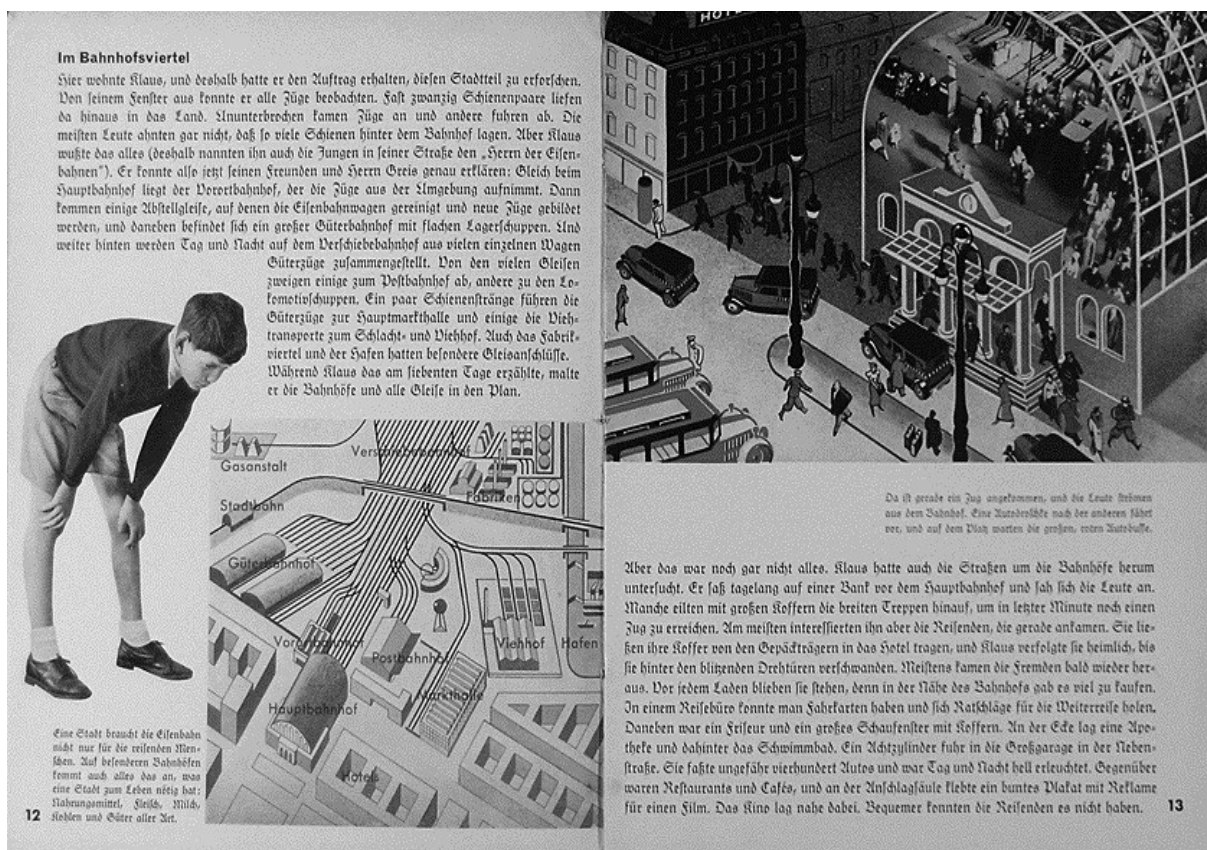 Im Bahnhofsviertel
Hier wohnte Klaus, und deshalb hatte er den Auftrag erhalten, diesen Stadtteil zu erforschen.
Von seinem Fenster aus konnte er alle Züge beobachten. Fast zwanzig Schienenpaare liefen
da hinaus in das Land. Ununterbrochen kamen Züge an und andere fuhren ab. Die
meisten Leute ahnten gar nicht, daß so viele Schienen hinter dem Bahnhof lagen. Aber Klaus
wußte das alles (deshalb nannten ihn auch die Jungen in seiner Straße den „Herrn der Eisen-
bahnen“). Er konnte also jetzt seinen Freunden und Herrn Greis genau erklären: Gleich beim
Hauptbahnhof liegt der Vorortbahnhof, der die Züge aus der Umgebung aufnimmt. Dann
kommen einige Abstellgleise, auf denen die Eisenbahnwagen gereinigt und neue Züge gebildet
werden, und daneben befindet sich ein großer Güterbahnhof mit flachen Lagerschuppen. Und
weiter hinten werden Tag und Nacht auf dem Verschiebebahnhof aus vielen einzelnen Wagen
Güterzüge zusammengestellt. Von den vielen Gleisen
zweigen einige zum Postbahnhof ab, andere zu den Lo-
komotivschuppen. Ein paar Schienenstränge führen die
Güterzüge zur Hauptmarkthalle und einige die Vieh-
transporte zum Schlacht- und Viehhof. Auch das Fabrik-
viertel und der Hafen hatten besondere Gleisanschlüsse.
Während Klaus das am siebenten Tage erzählte, malte
er die Bahnhöfe und alle Gleise in den Plan.
Gasanstalt
Verschiebebahnhof
Stadtbahn
Fabriken
Güterbahnhof
Vorortbahnhof
Postbahnhof
Viehhof
Hafen
Markthalle
Hauptbahnhof
Hotels
Eine Stadt braucht die Eisenbahn
nicht nur für die reisenden Men-
schen. Auf besonderen Bahnhöfen
kommt auch alles das an, was
eine Stadt zum Leben nötig hat:
Nahrungsmittel, Fleisch, Milch,
Kohlen und Güter aller Art.
12
HOTEL
Da ist gerade ein Zug angekommen, und die Leute strömen
aus dem Bahnhof. Eine Autodroschke nach der anderen fährt
vor, und auf dem Platz warten die großen, roten Autobusse.
Aber das war noch gar nicht alles. Klaus hatte auch die Straßen um die Bahnhöfe herum
untersucht. Er saß tagelang auf einer Bank vor dem Hauptbahnhof und sah sich die Leute an.
Manche eilten mit großen Koffern die breiten Treppen hinauf, um in letzter Minute noch einen
Zug zu erreichen. Am meisten interessierten ihn aber die Reisenden, die gerade ankamen. Sie lie-
ßen ihre Koffer von den Gepäckträgern in das Hotel tragen, und Klaus verfolgte sie heimlich, bis
sie hinter den blitzenden Drehtüren verschwanden. Meistens kamen die Fremden bald wieder her-
aus. Vor jedem Laden blieben sie stehen, denn in der Nähe des Bahnhofs gab es viel zu kaufen.
In einem Reisebüro konnte man Fahrkarten haben und sich Ratschläge für die Weiterreise holen.
Daneben war ein Friseur und ein großes Schaufenster mit Koffern. An der Ecke lag eine Apo-
theke und dahinter das Schwimmbad. Ein Achtzylinder fuhr in die Großgarage in der Neben-
straße. Sie faßte ungefähr vierhundert Autos und war Tag und Nacht hell erleuchtet. Gegenüber
waren Restaurants und Cafés, und an der Anschlagsäule klebte ein buntes Plakat mit Reklame
für einen Film. Das Kino lag nahe dabei. Bequemer konnten die Reisenden es nicht haben.
13